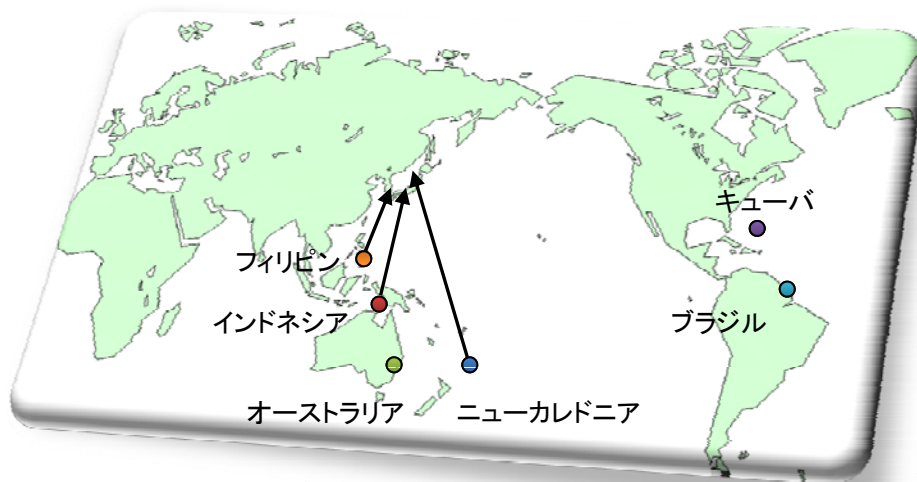 キューバ
フィリピン
インドネシア
ブラジル
オーストラリア
ニューカレドニア